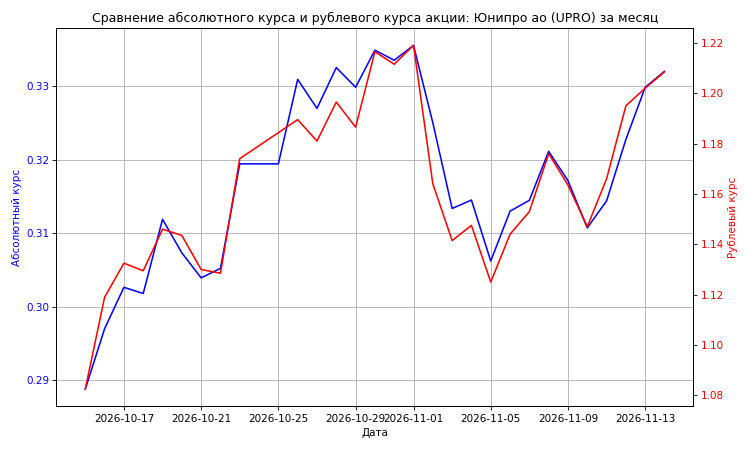 Сравнение абсолютного курса и рублевого курса акции: Юнипро ао (UPRO) за месяц
Абсолютный курс
0.33
0.32
0.31
0.30
0.29
1.22
1.20
1.18
1.16
1.14
1.12
1.10
1.08
Рублевый курс
2026-10-17 2026-10-21 2026-10-25 2026-10-29 2026-11-01 2026-11-05 2026-11-09 2026-11-13
Дата